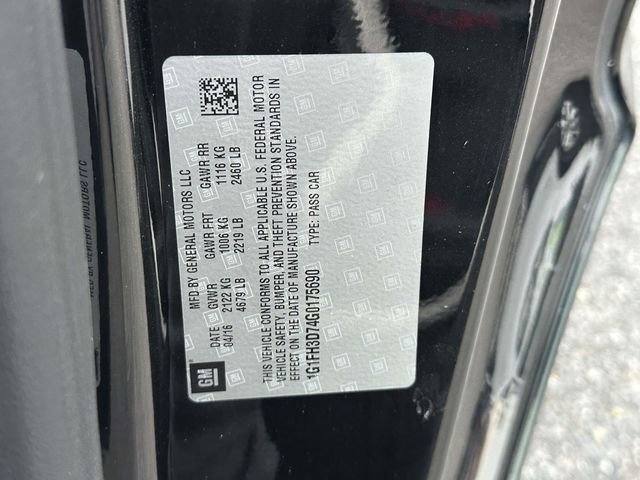 GM
MFD BY GENERAL MOTORS LLC
DATE GVWR GAWR FRT GAWR RR
04/16 2122 KG 1006 KG 1116 KG
4679 LB 2219 LB 2460 LB
THIS VEHICLE CONFORMS TO ALL APPLICABLE U.S. FEDERAL MOTOR
VEHICLE SAFETY, BUMPER, AND THEFT PREVENTION STANDARDS IN
EFFECT ON THE DATE OF MANUFACTURE SHOWN ABOVE.
1G1FH3D74G0175690 TYPE: PASS CAR